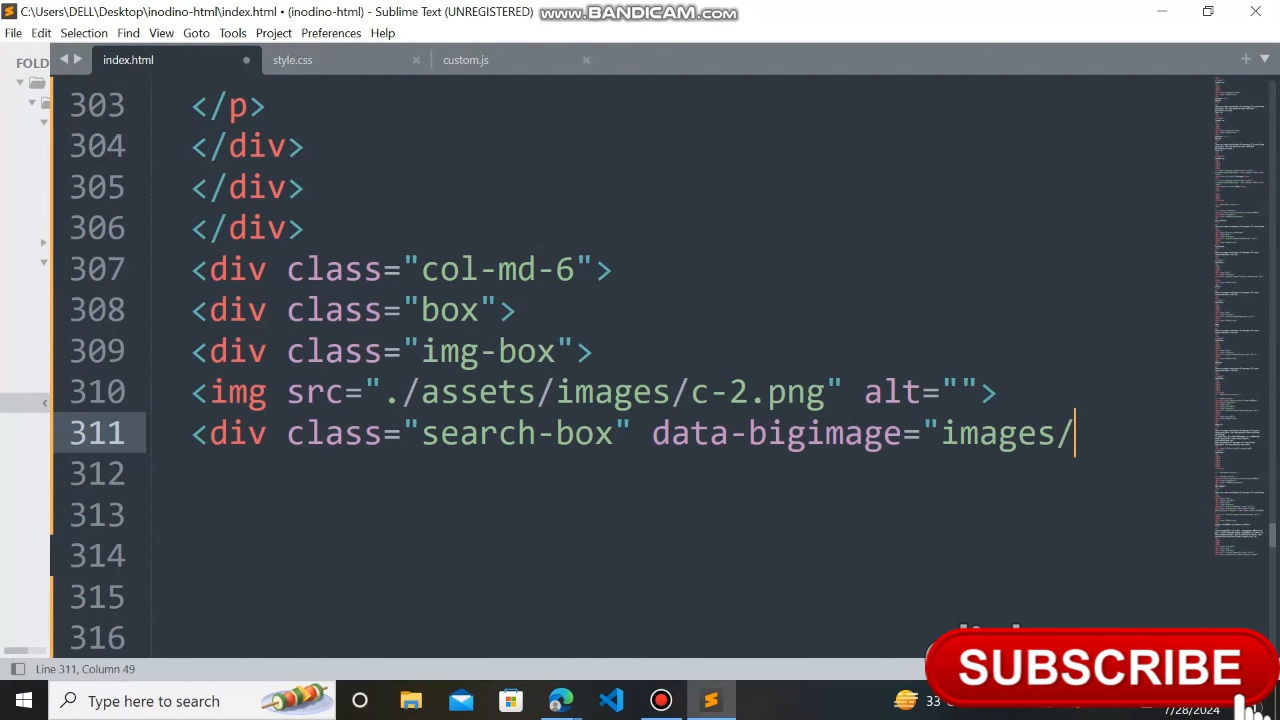 C:\Users\DELL\Desktop\inodino-html\index.html • (inodino-html) - Sublime Text (UNREGISTERED)
www.BANDICAM.com
File Edit Selection Find View Goto Tools Project Preferences Help
FOLD
index.html
style.css
custom.js
303 </p>
304 </div>
305 </div>
306 </div>
307 <div class="col-md-6">
308 <div class="box">
309 <div class="img-box">
310 <img src="./assets/images/c-2.png" alt="">
311 <div class="search-box" data-bigimage="images/
312
313
314
315
316
SUBSCRIBE
Line 311, Column 49
Type here to search
33
7/28/2024